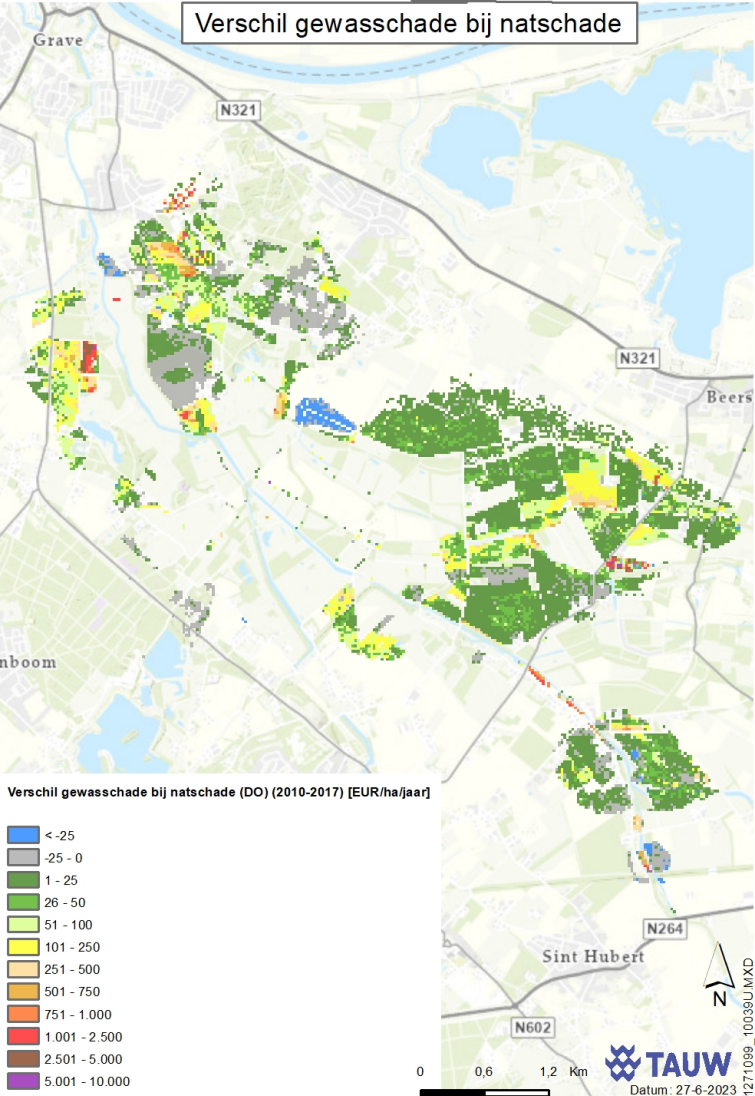 Verschil gewasschade bij natschade
Grave
N321
N321
Beers
nboom
Verschil gewasschade bij natschade (DO) (2010-2017) [EUR/ha/jaar]
< -25
-25 - 0
1 - 25
26 - 50
51 - 100
101 - 250
251 - 500
501 - 750
751 - 1.000
1.001 - 2.500
2.501 - 5.000
5.001 - 10.000
N264
Sint Hubert
N
N602
0 0,6 1,2 Km
TAUW
Datum: 27-6-2023
1271099_10039U.MXD